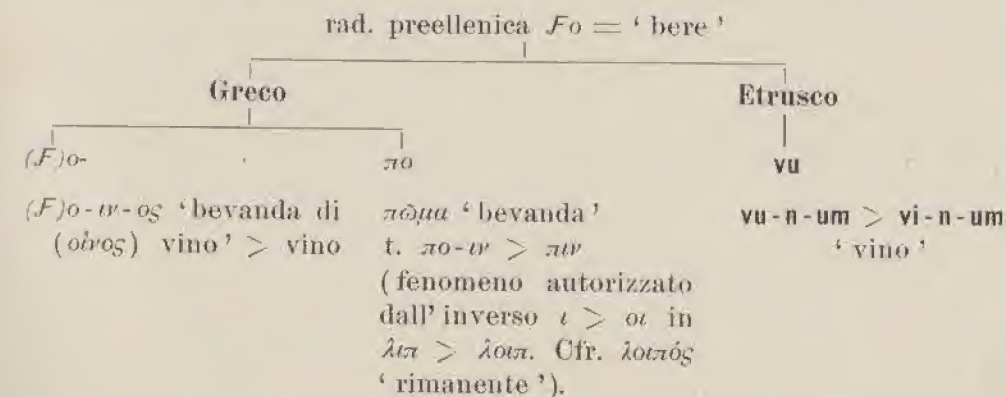 rad. preellenica Ϝο = ‘ bere ’
Greco
Etrusco
(Ϝ)ο-
πο
vu
(Ϝ)ο-ιν-ος ‘bevanda di
(οἶνος) vino’ > vino
πῶμα ‘ bevanda ’
t. πο-ιν > πιν
(fenomeno autorizzato
dall’ inverso ι > οι in
λιπ > λοιπ. Cfr. λοιπός
‘ rimanente ’).
vu-n-um > vi-n-um
‘ vino ’